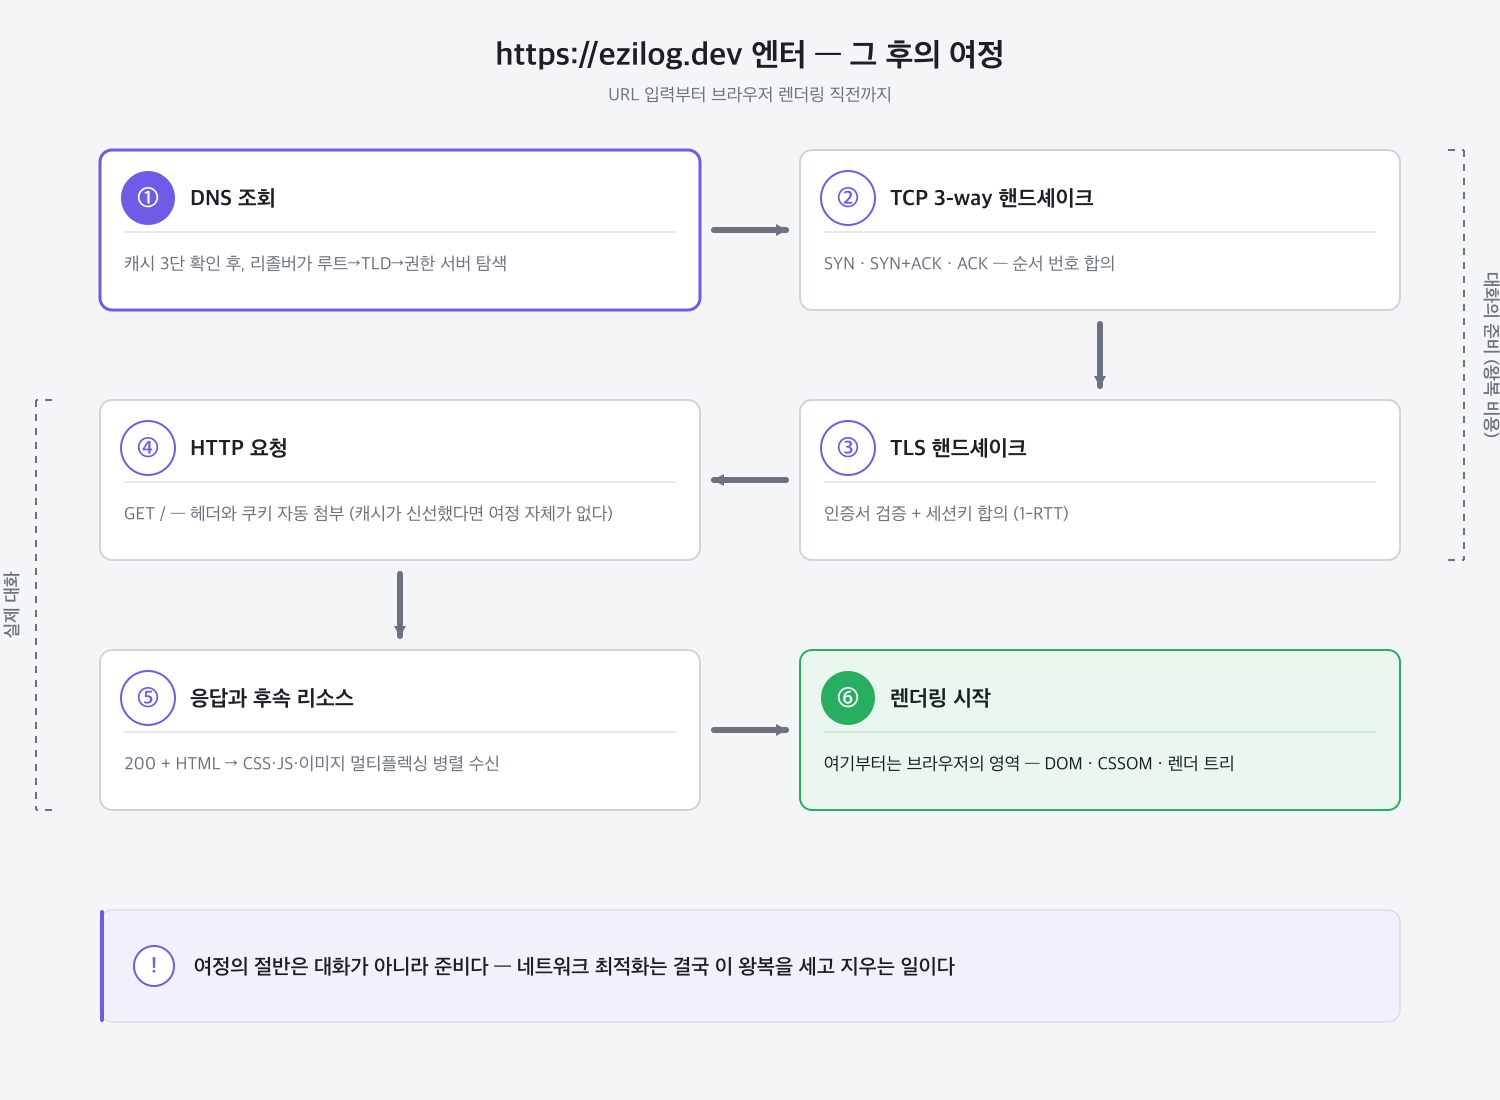 https://ezilog.dev 엔터 — 그 후의 여정
URL 입력부터 브라우저 렌더링 직전까지
① DNS 조회
캐시 3단 확인 후, 리졸버가 루트→TLD→권한 서버 탐색
② TCP 3-way 핸드셰이크
SYN · SYN+ACK · ACK — 순서 번호 합의
대화의 준비 (왕복 비용)
③ TLS 핸드셰이크
인증서 검증 + 세션키 합의 (1-RTT)
④ HTTP 요청
GET / — 헤더와 쿠키 자동 첨부 (캐시가 신선했다면 여정 자체가 없다)
실제 대화
⑤ 응답과 후속 리소스
200 + HTML → CSS·JS·이미지 멀티플렉싱 병렬 수신
⑥ 렌더링 시작
여기부터는 브라우저의 영역 — DOM · CSSOM · 렌더 트리
! 여정의 절반은 대화가 아니라 준비다 — 네트워크 최적화는 결국 이 왕복을 세고 지우는 일이다